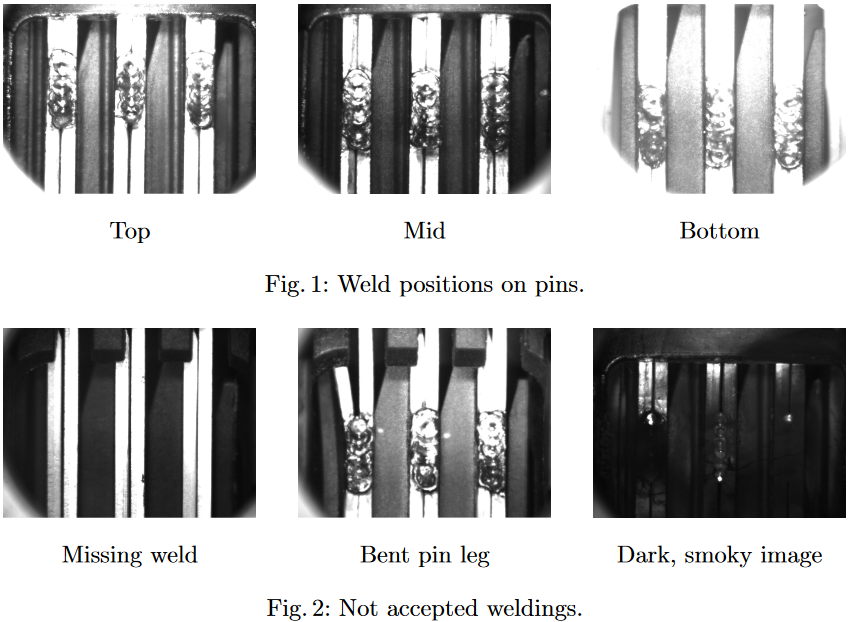 Top
Mid
Bottom
Fig. 1: Weld positions on pins.
Missing weld
Bent pin leg
Dark, smoky image
Fig. 2: Not accepted weldings.